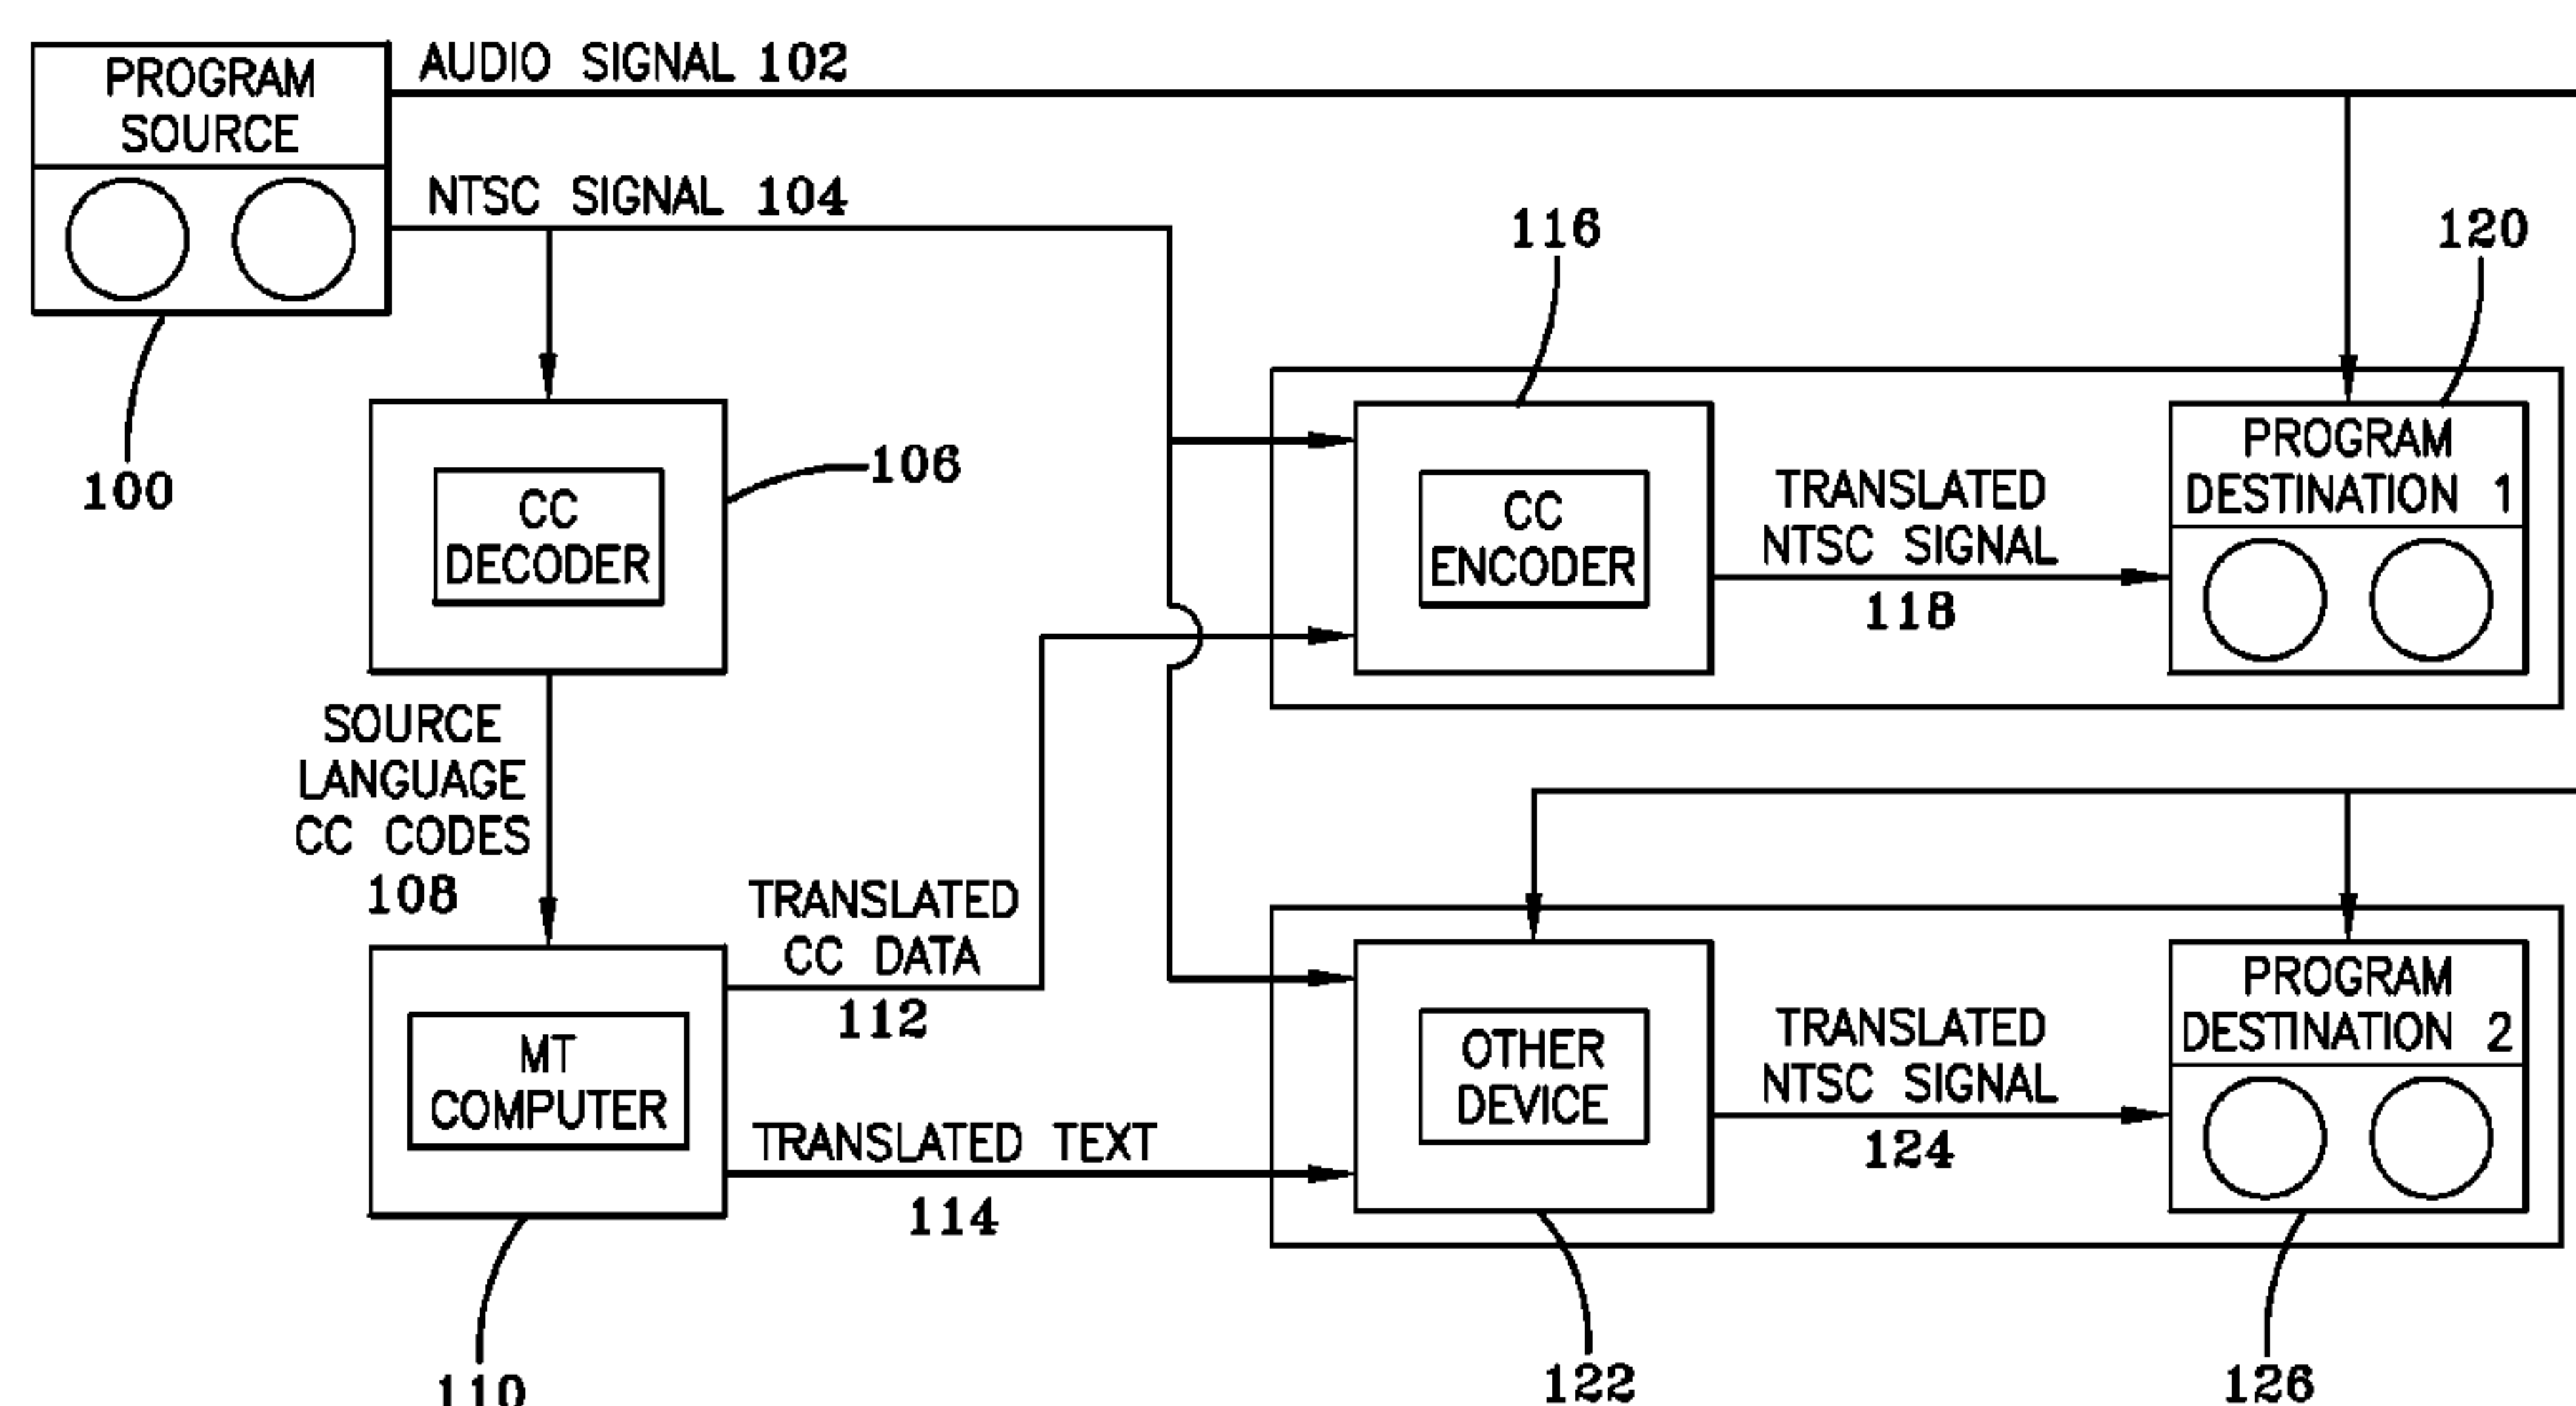 PROGRAM
SOURCE
AUDIO SIGNAL 102
NTSC SIGNAL 104
100
CC
DECODER
106
SOURCE
LANGUAGE
CC CODES
108
MT
COMPUTER
110
TRANSLATED
CC DATA
112
TRANSLATED TEXT
114
116
CC
ENCODER
TRANSLATED
NTSC SIGNAL
118
120
PROGRAM
DESTINATION 1
OTHER
DEVICE
122
TRANSLATED
NTSC SIGNAL
124
PROGRAM
DESTINATION 2
126